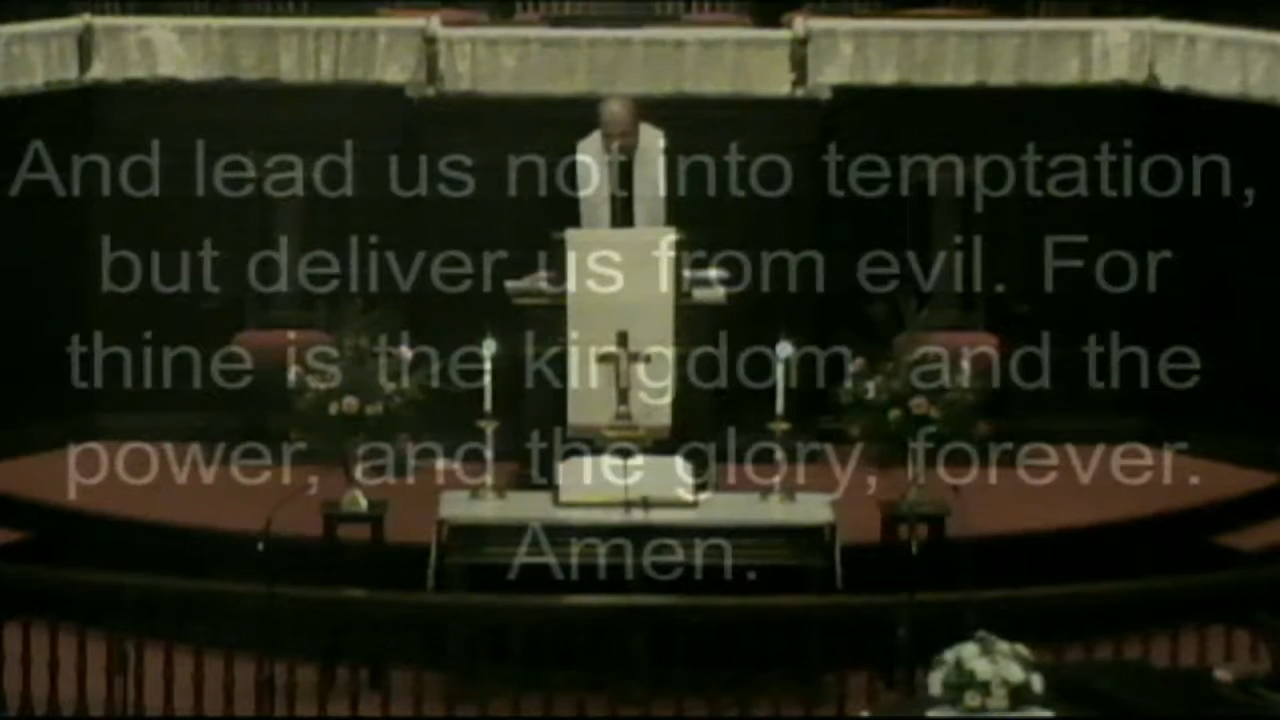 And lead us not into temptation,
but deliver us from evil. For
thine is the kingdom, and the
power, and the glory, forever.
Amen.